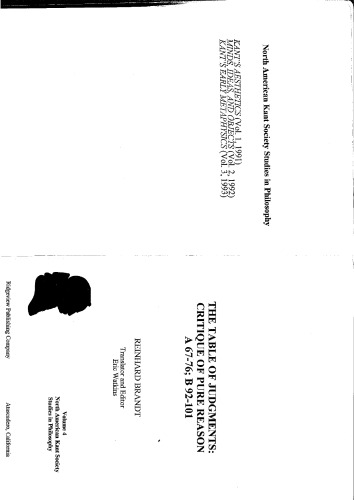 North American Kant Society Studies in Philosophy
KANT'S AESTHETICS (Vol. 1, 1991)
MINDS, IDEAS, AND OBJECTS (Vol. 2, 1992)
KANT'S EARLY METAPHYSICS (Vol. 3, 1993)
THE TABLE OF JUDGMENTS:
CRITIQUE OF PURE REASON
A 67-76; B 92-101
REINHARD BRANDT
Translator and Editor
Eric Watkins
Volume 4
North American Kant Society
Studies in Philosophy
Ridgeview Publishing Company
Atascadero, California